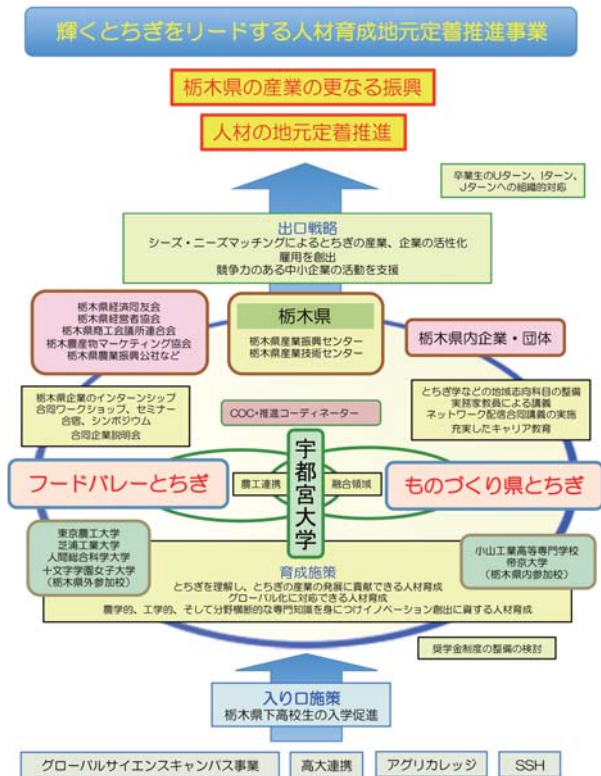 輝くとちぎをリードする人材育成地元定着推進事業
栃木県の産業の更なる振興
人材の地元定着推進
卒業生のUターン、Iターン、
Jターンへの組織的対応
出口戦略
シーズ・ニーズマッチングによるとちぎの産業、企業の活性化
雇用を創出
競争力のある中小企業の活動を支援
栃木県経済同友会
栃木県経営者協会
栃木県商工会議所連合会
栃木農産物マーケティング協会
栃木県農業振興公社など
栃木県
栃木県産業振興センター
栃木県産業技術センター
栃木県内企業・団体
栃木県企業のインターンシップ
合同ワークショップ、セミナー
合宿、シンポジウム
合同企業説明会
COC+推進コーディネーター
とちぎ学などの地域志向科目の整備
実務家教員による講義
ネットワーク配信合同講義の実施
充実したキャリア教育
フードバレーとちぎ
農工連携
宇都宮大学
融合領域
ものづくり県とちぎ
東京農工大学
芝浦工業大学
人間総合科学大学
十文字学園女子大学
(栃木県外参加校)
小山工業高等専門学校
帝京大学
(栃木県内参加校)
育成施策
とちぎを理解し、とちぎの産業の発展に貢献できる人材育成
グローバル化に対応できる人材育成
農学的、工学的、そして分野横断的な専門知識を身につけイノベーション創出に資する人材育成
奨学金制度の整備の検討
入り口施策
栃木県下高校生の入学促進
グローバルサイエンスキャンパス事業
高大連携
アグリカレッジ
SSH